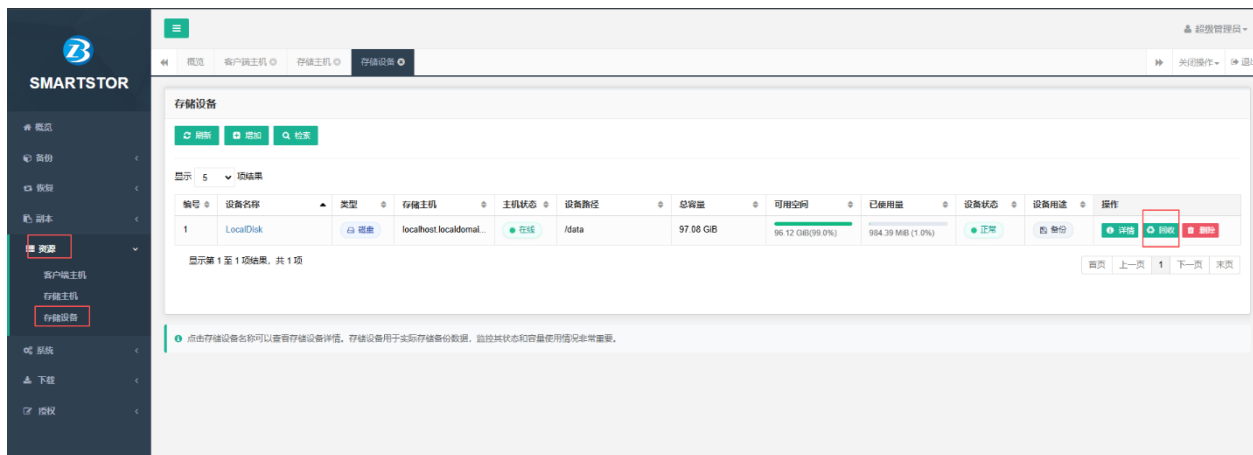 SMARTSTOR
概览
备份
恢复
副本
资源
客户端主机
存储主机
存储设备
系统
下载
授权
超级管理员
概览 客户端主机 存储主机 存储设备 关闭操作 退出
存储设备
刷新 增加 检索
显示 5 项结果
编号 设备名称 类型 存储主机 主机状态 设备路径 总容量 可用空间 已使用量 设备状态 设备用途 操作
1 LocalDisk 磁盘 localhost.localdomai... 在线 /data 97.08 GiB 96.12 GiB(99.0%) 984.39 MiB (1.0%) 正常 备份 详情 回收 删除
显示第 1 至 1 项结果，共 1 项
首页 上一页 1 下一页 末页
点击存储设备名称可以查看存储设备详情。存储设备用于实际存储备份数据，监控其状态和容量使用情况非常重要。